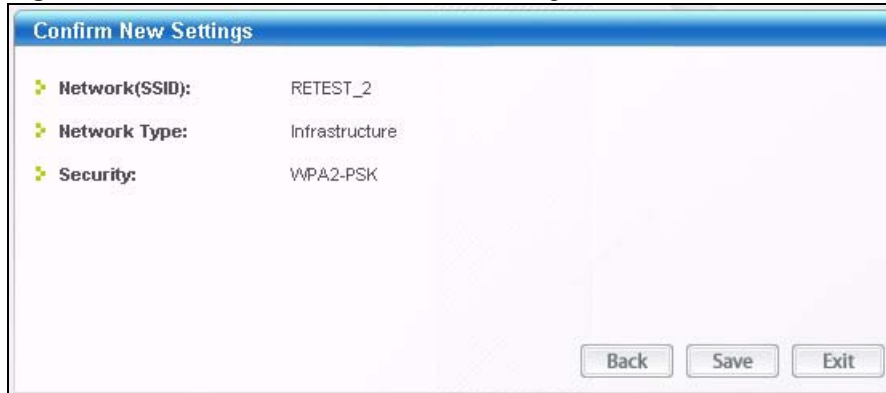 Confirm New Settings
Network(SSID): RETEST_2
Network Type: Infrastructure
Security: WPA2-PSK
Back Save Exit